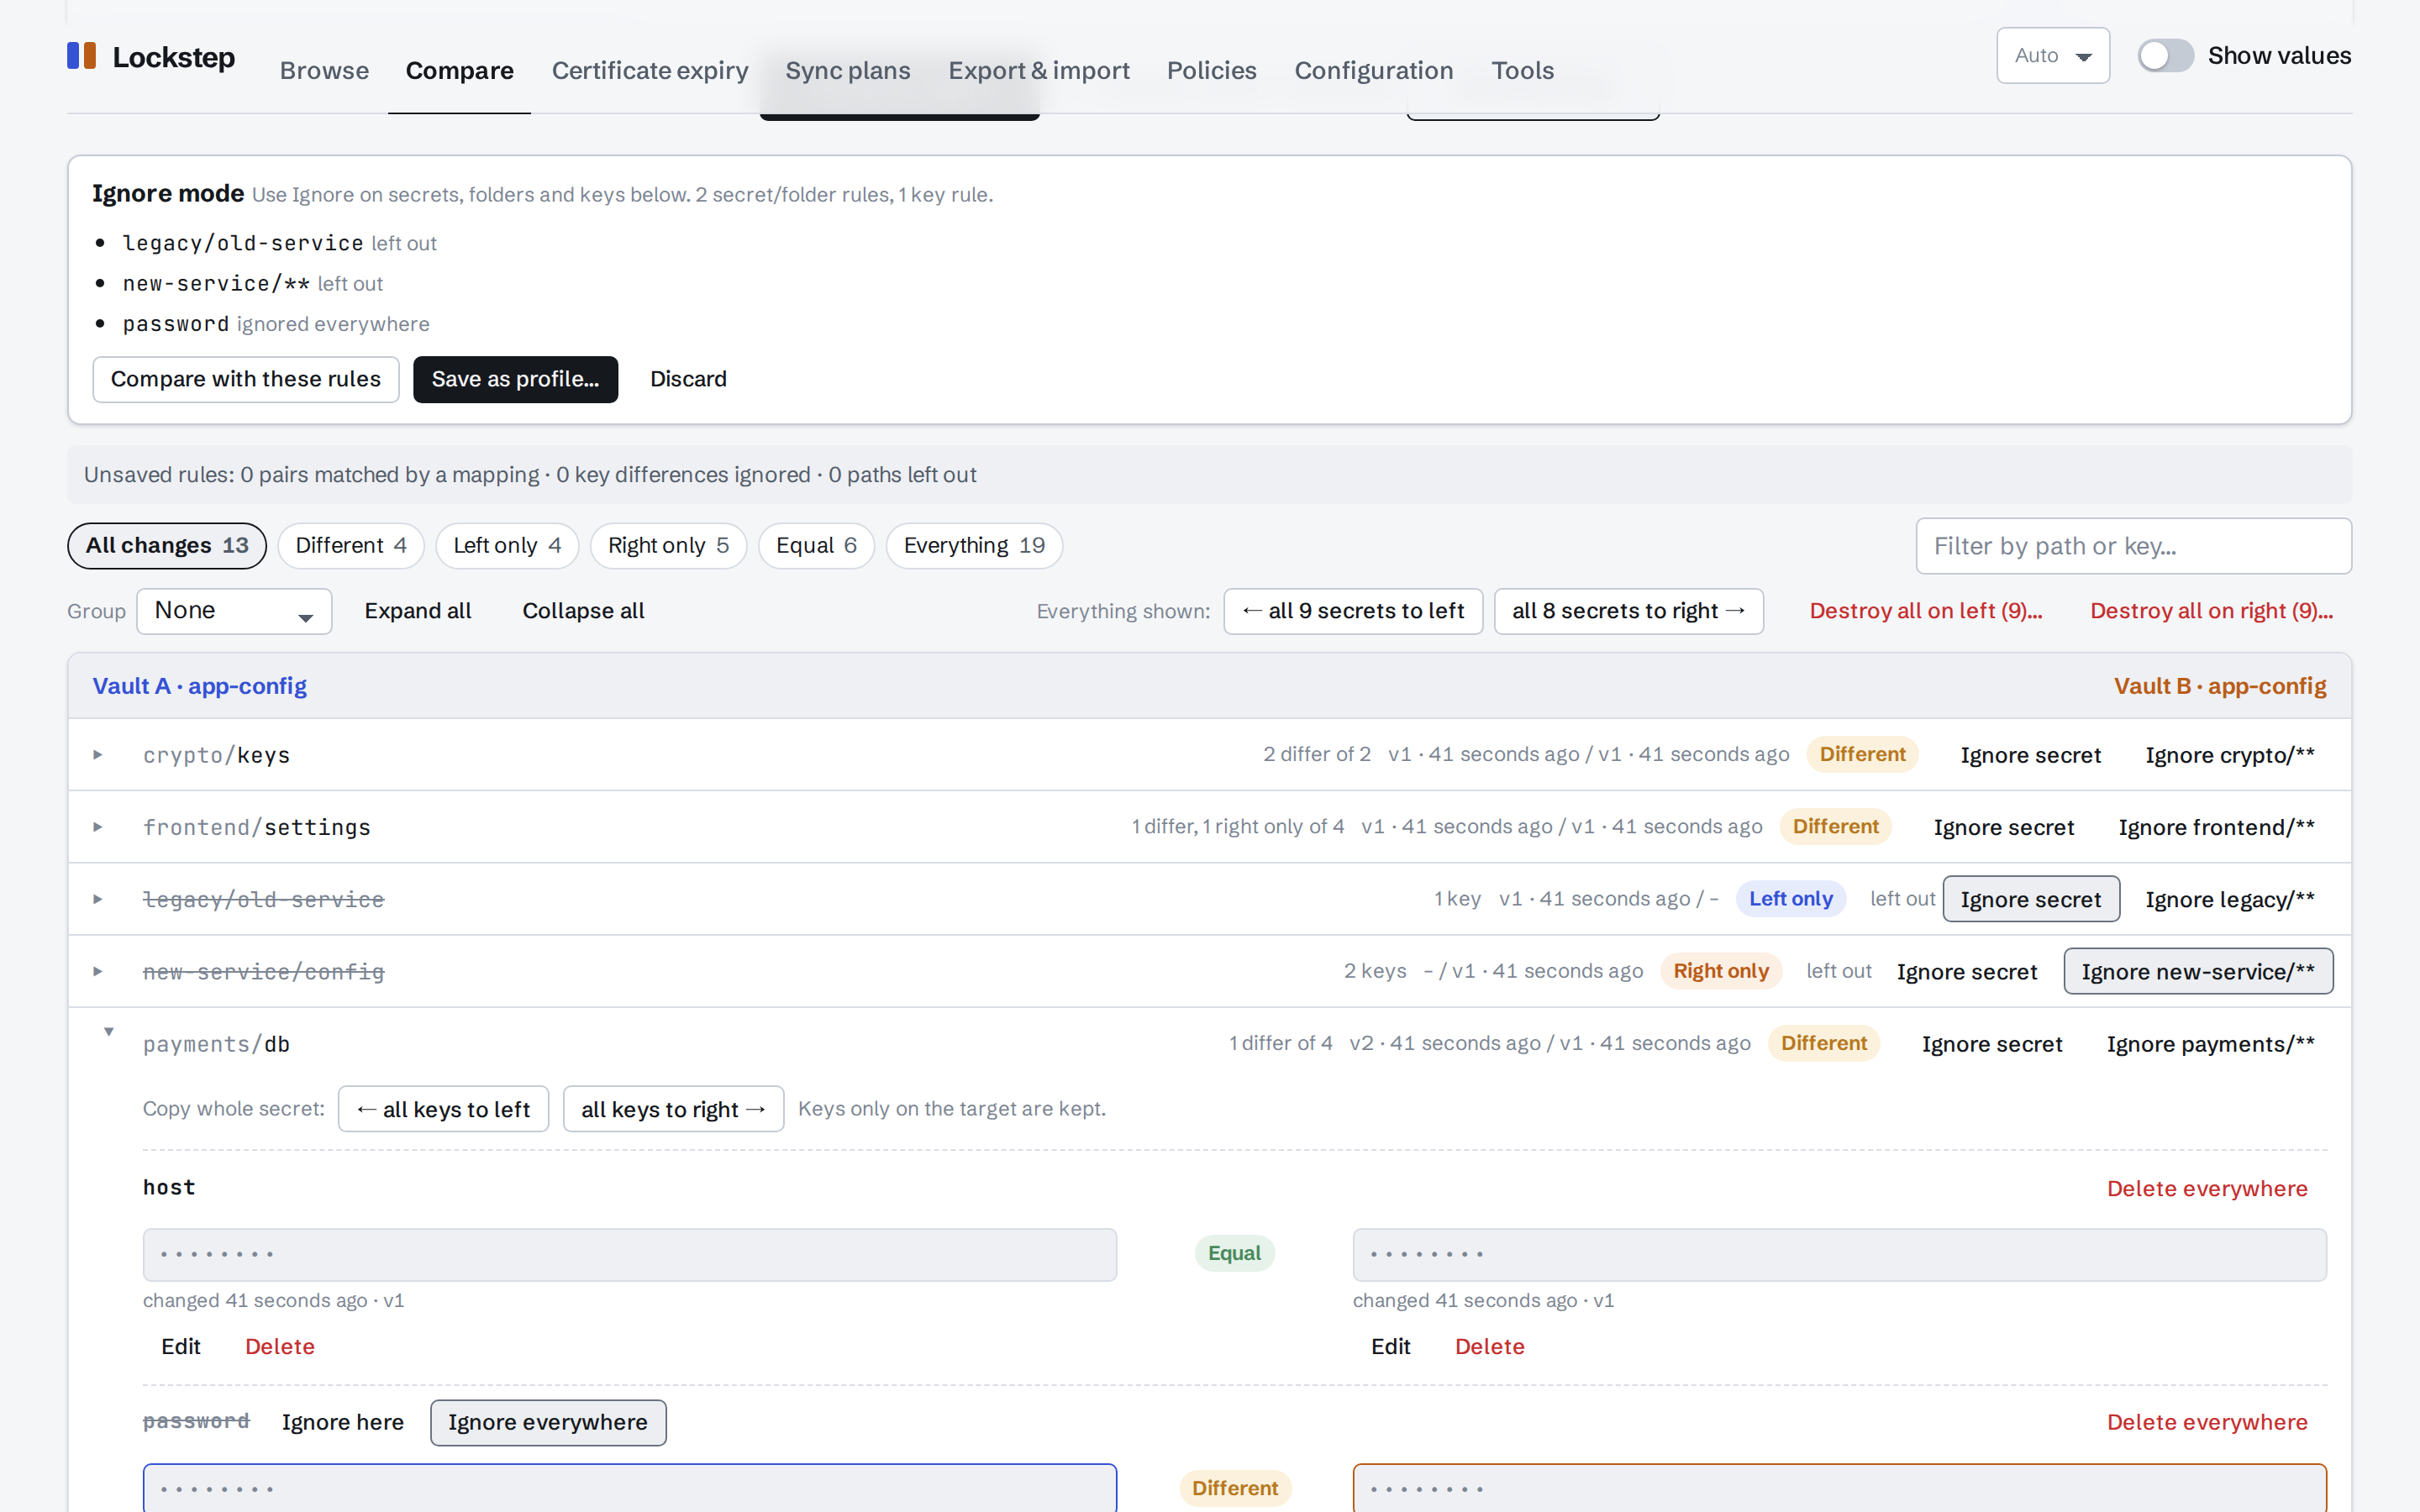 Lockstep Browse Compare Certificate expiry Sync plans Export & import Policies Configuration Tools Auto Show values
Ignore mode Use Ignore on secrets, folders and keys below. 2 secret/folder rules, 1 key rule.
• legacy/old-service left out
• new-service/** left out
• password ignored everywhere
Compare with these rules Save as profile... Discard
Unsaved rules: 0 pairs matched by a mapping · 0 key differences ignored · 0 paths left out
All changes 13 Different 4 Left only 4 Right only 5 Equal 6 Everything 19 Filter by path or key...
Group None Expand all Collapse all Everything shown: ← all 9 secrets to left all 8 secrets to right → Destroy all on left (9)... Destroy all on right (9)...
Vault A · app-config Vault B · app-config
crypto/keys 2 differ of 2 v1 · 41 seconds ago / v1 · 41 seconds ago Different Ignore secret Ignore crypto/**
frontend/settings 1 differ, 1 right only of 4 v1 · 41 seconds ago / v1 · 41 seconds ago Different Ignore secret Ignore frontend/**
legacy/old-service 1 key v1 · 41 seconds ago / – Left only left out Ignore secret Ignore legacy/**
new-service/config 2 keys – / v1 · 41 seconds ago Right only left out Ignore secret Ignore new-service/**
payments/db 1 differ of 4 v2 · 41 seconds ago / v1 · 41 seconds ago Different Ignore secret Ignore payments/**
Copy whole secret: ← all keys to left all keys to right → Keys only on the target are kept.
host Delete everywhere
•••••••• Equal ••••••••
changed 41 seconds ago · v1 changed 41 seconds ago · v1
Edit Delete Edit Delete
password Ignore here Ignore everywhere Delete everywhere
•••••••• Different ••••••••